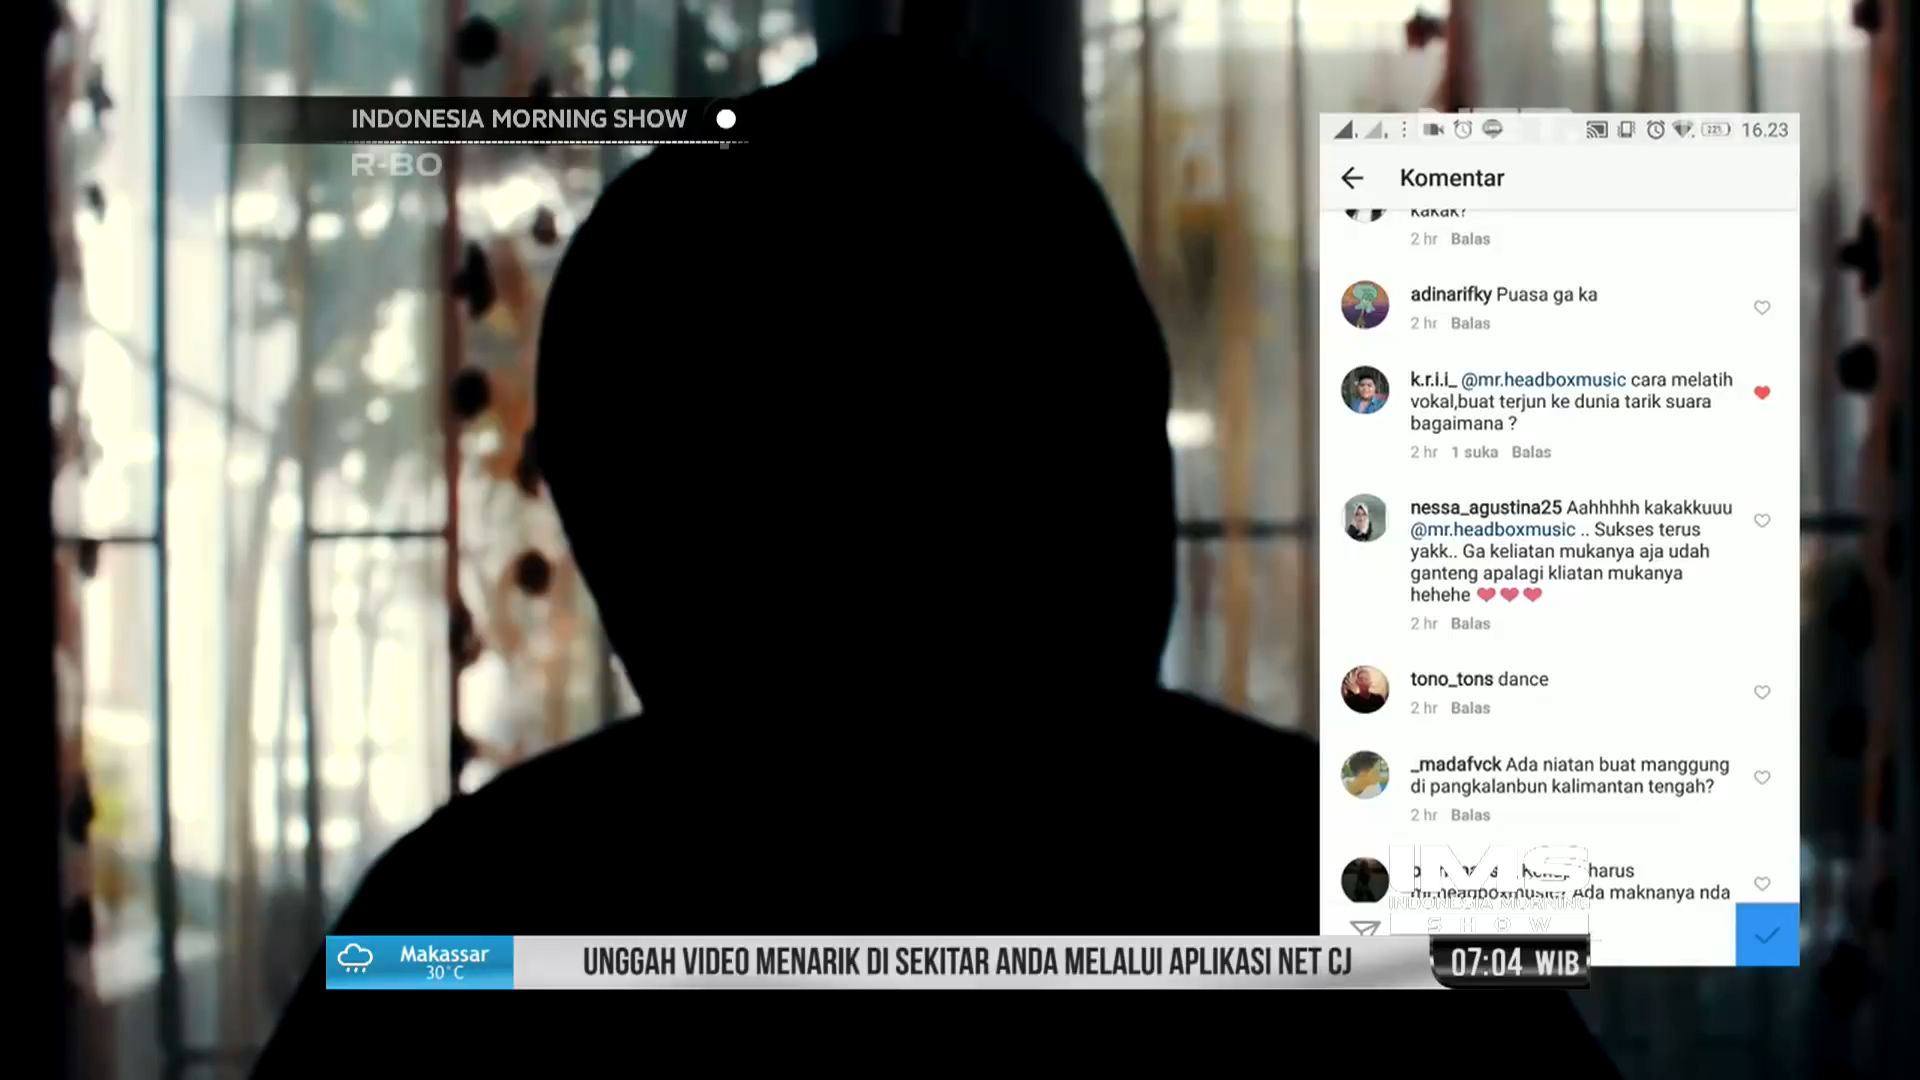 INDONESIA MORNING SHOW
R-BO
16.23
Komentar
kakak?
2 hr Balas
adinarifky Puasa ga ka
2 hr Balas
k.r.i.i_ @mr.headboxmusic cara melatih
vokal,buat terjun ke dunia tarik suara
bagaimana ?
2 hr 1 suka Balas
nessa_agustina25 Aahhhhh kakakkuuu
@mr.headboxmusic .. Sukses terus
yakk.. Ga keliatan mukanya aja udah
ganteng apalagi kliatan mukanya
hehehe
2 hr Balas
tono_tons dance
2 hr Balas
_madafvck Ada niatan buat manggung
di pangkalanbun kalimantan tengah?
2 hr Balas
harus
mr.headboxmusic? Ada maknanya nda
IMS
INDONESIA MORNING
SHOW
Makassar
30°C
UNGGAH VIDEO MENARIK DI SEKITAR ANDA MELALUI APLIKASI NET CJ
07:04 WIB